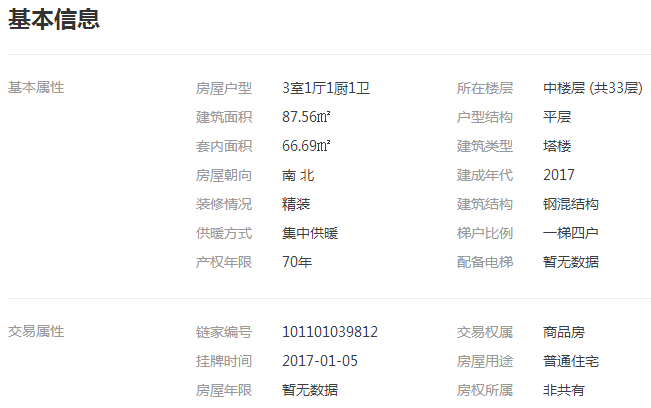 基本信息
基本属性 房屋户型 3室1厅1厨1卫 所在楼层 中楼层 (共33层)
建筑面积 87.56㎡ 户型结构 平层
套内面积 66.69㎡ 建筑类型 塔楼
房屋朝向 南 北 建成年代 2017
装修情况 精装 建筑结构 钢混结构
供暖方式 集中供暖 梯户比例 一梯四户
产权年限 70年 配备电梯 暂无数据
交易属性 链家编号 101101039812 交易权属 商品房
挂牌时间 2017-01-05 房屋用途 普通住宅
房屋年限 暂无数据 房权所属 非共有